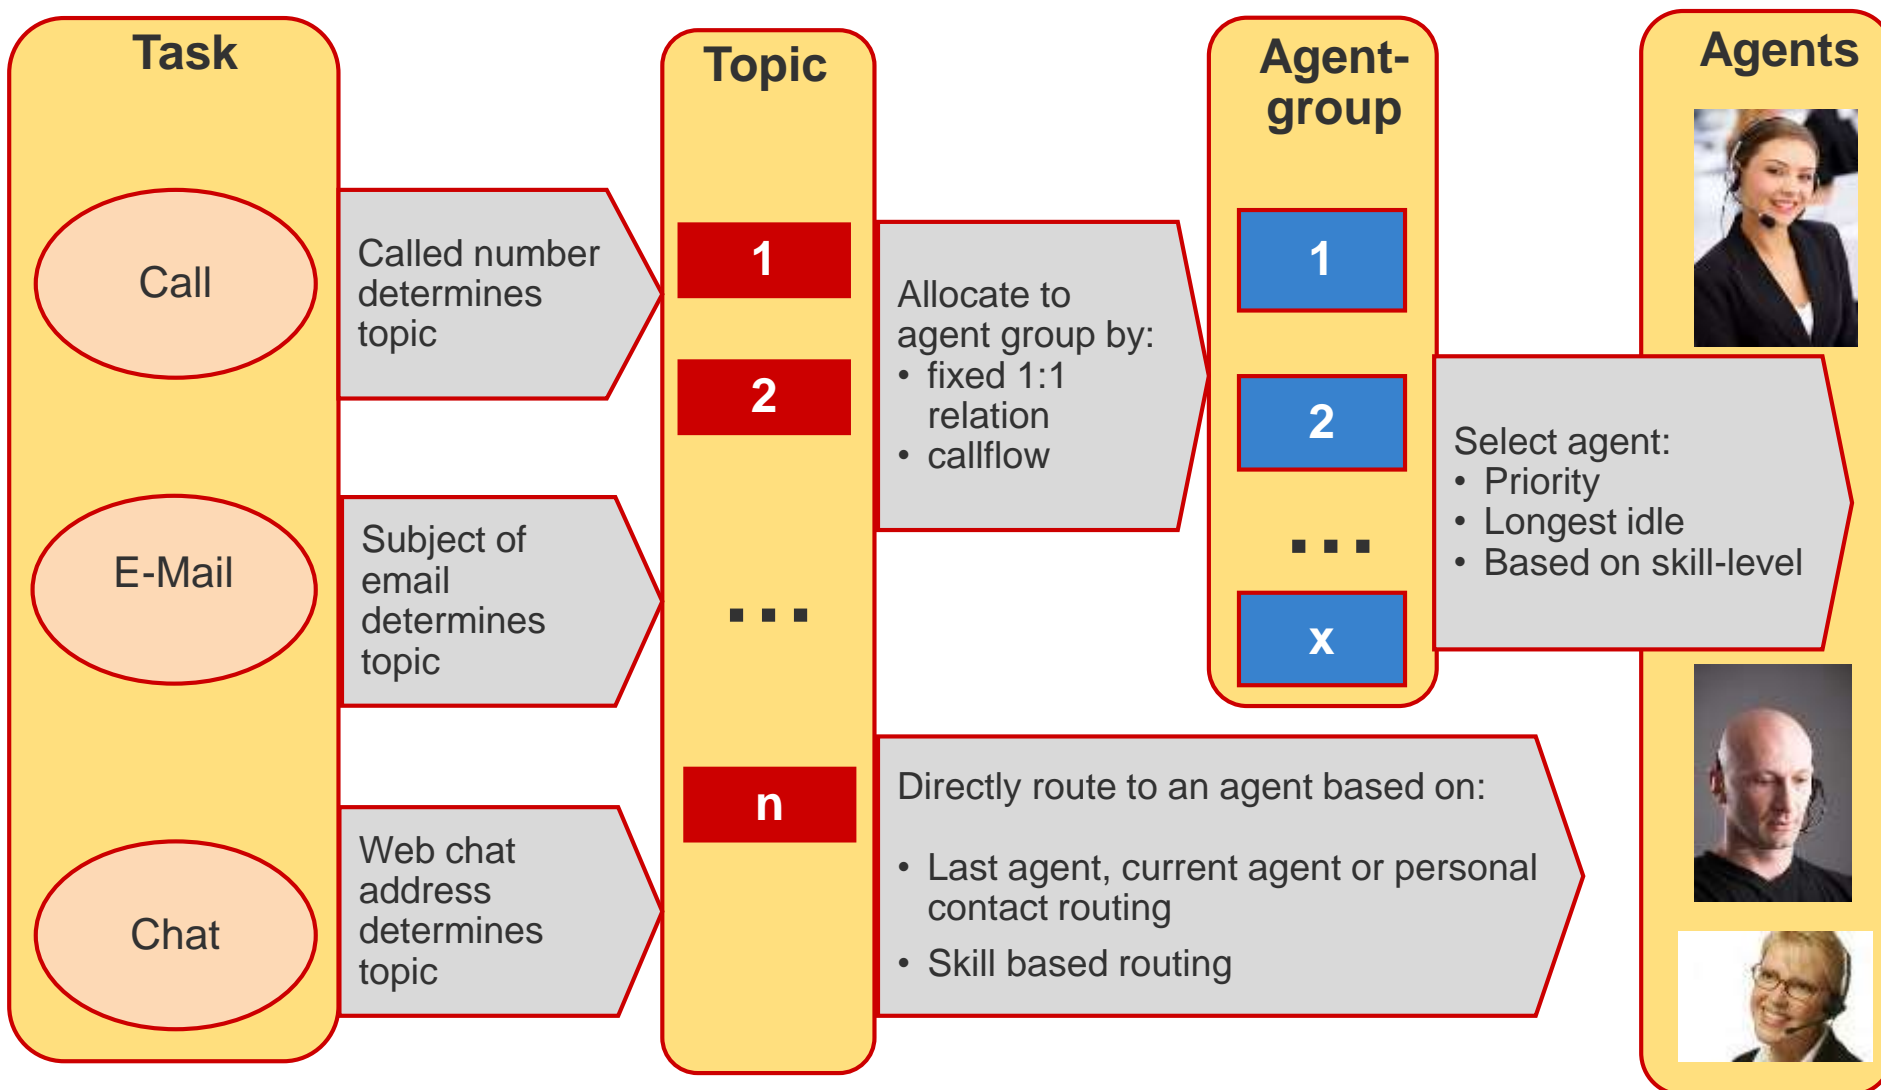 Task
Call
E-Mail
Chat
Called number
determines
topic
Subject of
email
determines
topic
Web chat
address
determines
topic
Topic
1
2
...
n
Allocate to
agent group by:
• fixed 1:1
relation
• callflow
Directly route to an agent based on:
• Last agent, current agent or personal
contact routing
• Skill based routing
Agent-
group
1
2
...
x
Select agent:
• Priority
• Longest idle
• Based on skill-level
Agents